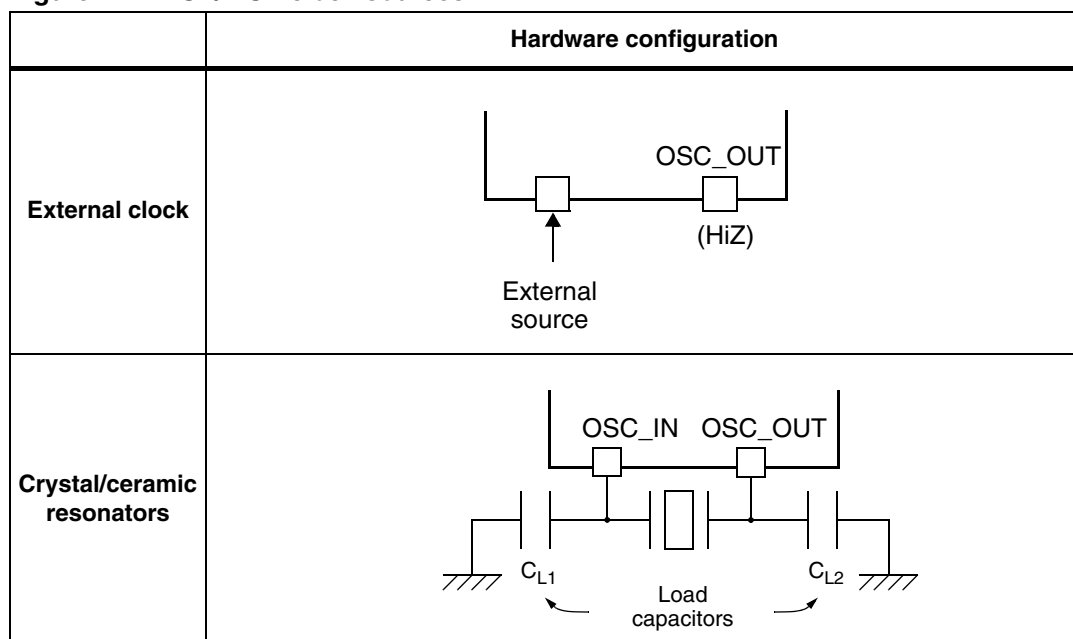 Hardware configuration
External clock
OSC_OUT
(HiZ)
External
source
Crystal/ceramic
resonators
OSC_IN OSC_OUT
CL1
CL2
Load
capacitors